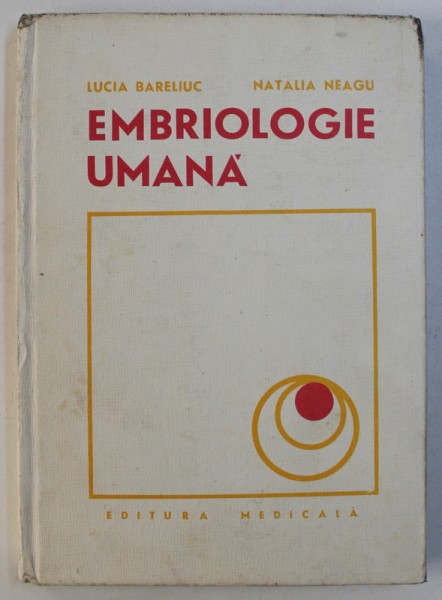 LUCIA BARELIUC NATALIA NEAGU
EMBRIOLOGIE
UMANĂ
EDITURA MEDICALĂ